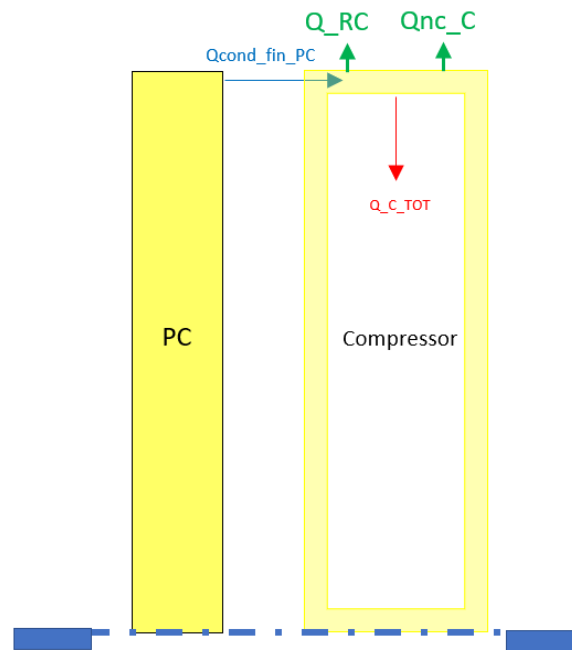 Q_RC
Qnc_C
Qcond_fin_PC
Q_C_TOT
PC
Compressor